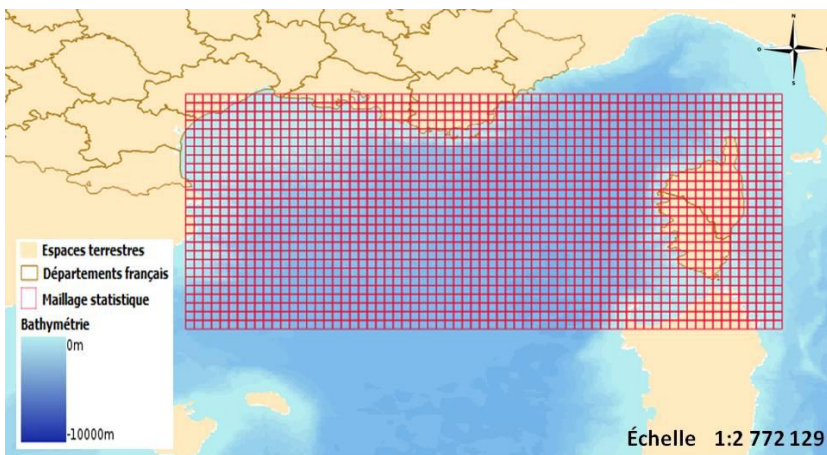 N
O
S
Espaces terrestres
Départements français
Maillage statistique
Bathymétrie
0m
-10000m
Échelle 1:2 772 129